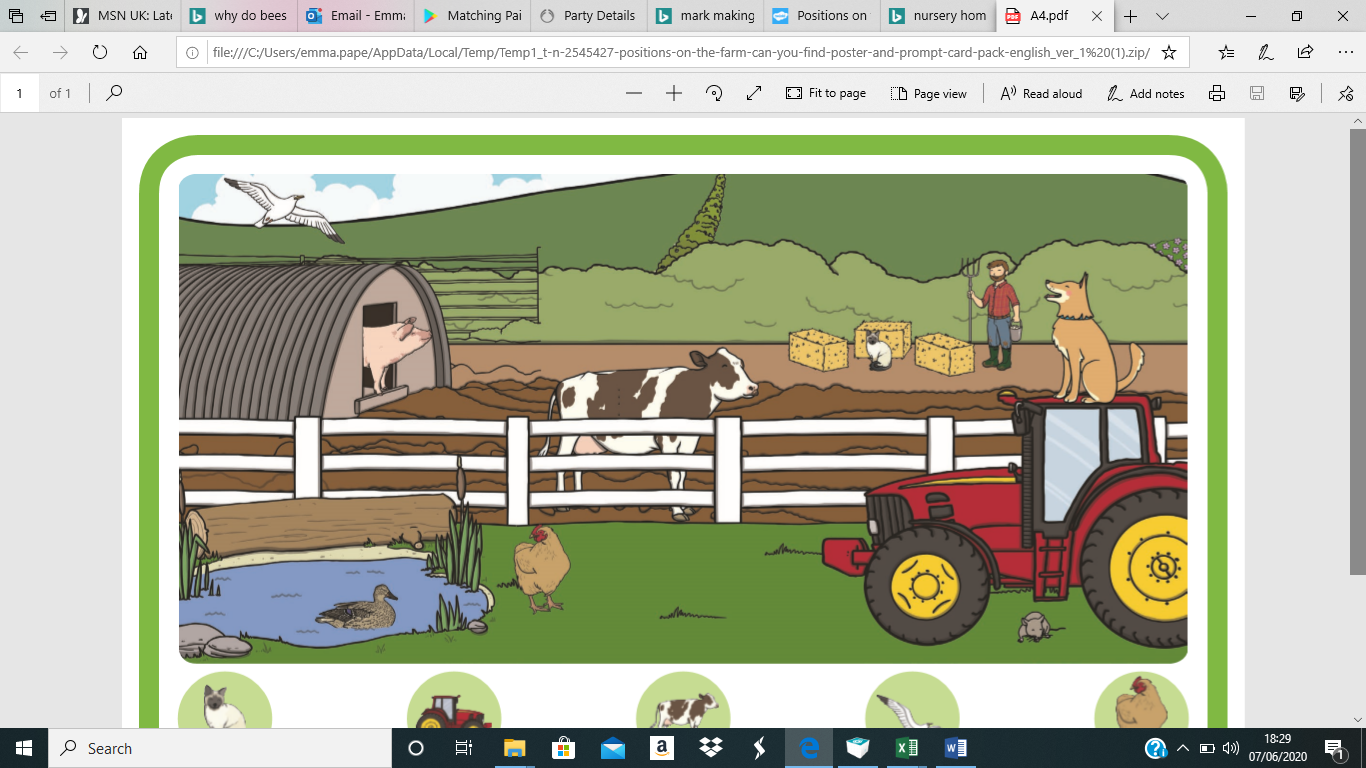 MSN UK: Late
why do bees
Email - Emma
Matching Pai
Party Details
mark making
Positions on
nursery hom
A4.pdf
file:///C:/Users/emma.pape/AppData/Local/Temp/Temp1_t-n-2545427-positions-on-the-farm-can-you-find-poster-and-prompt-card-pack-english_ver_1%20(1).zip/
1 of 1
Fit to page
Page view
Read aloud
Add notes
Search
18:29
07/06/2020
1